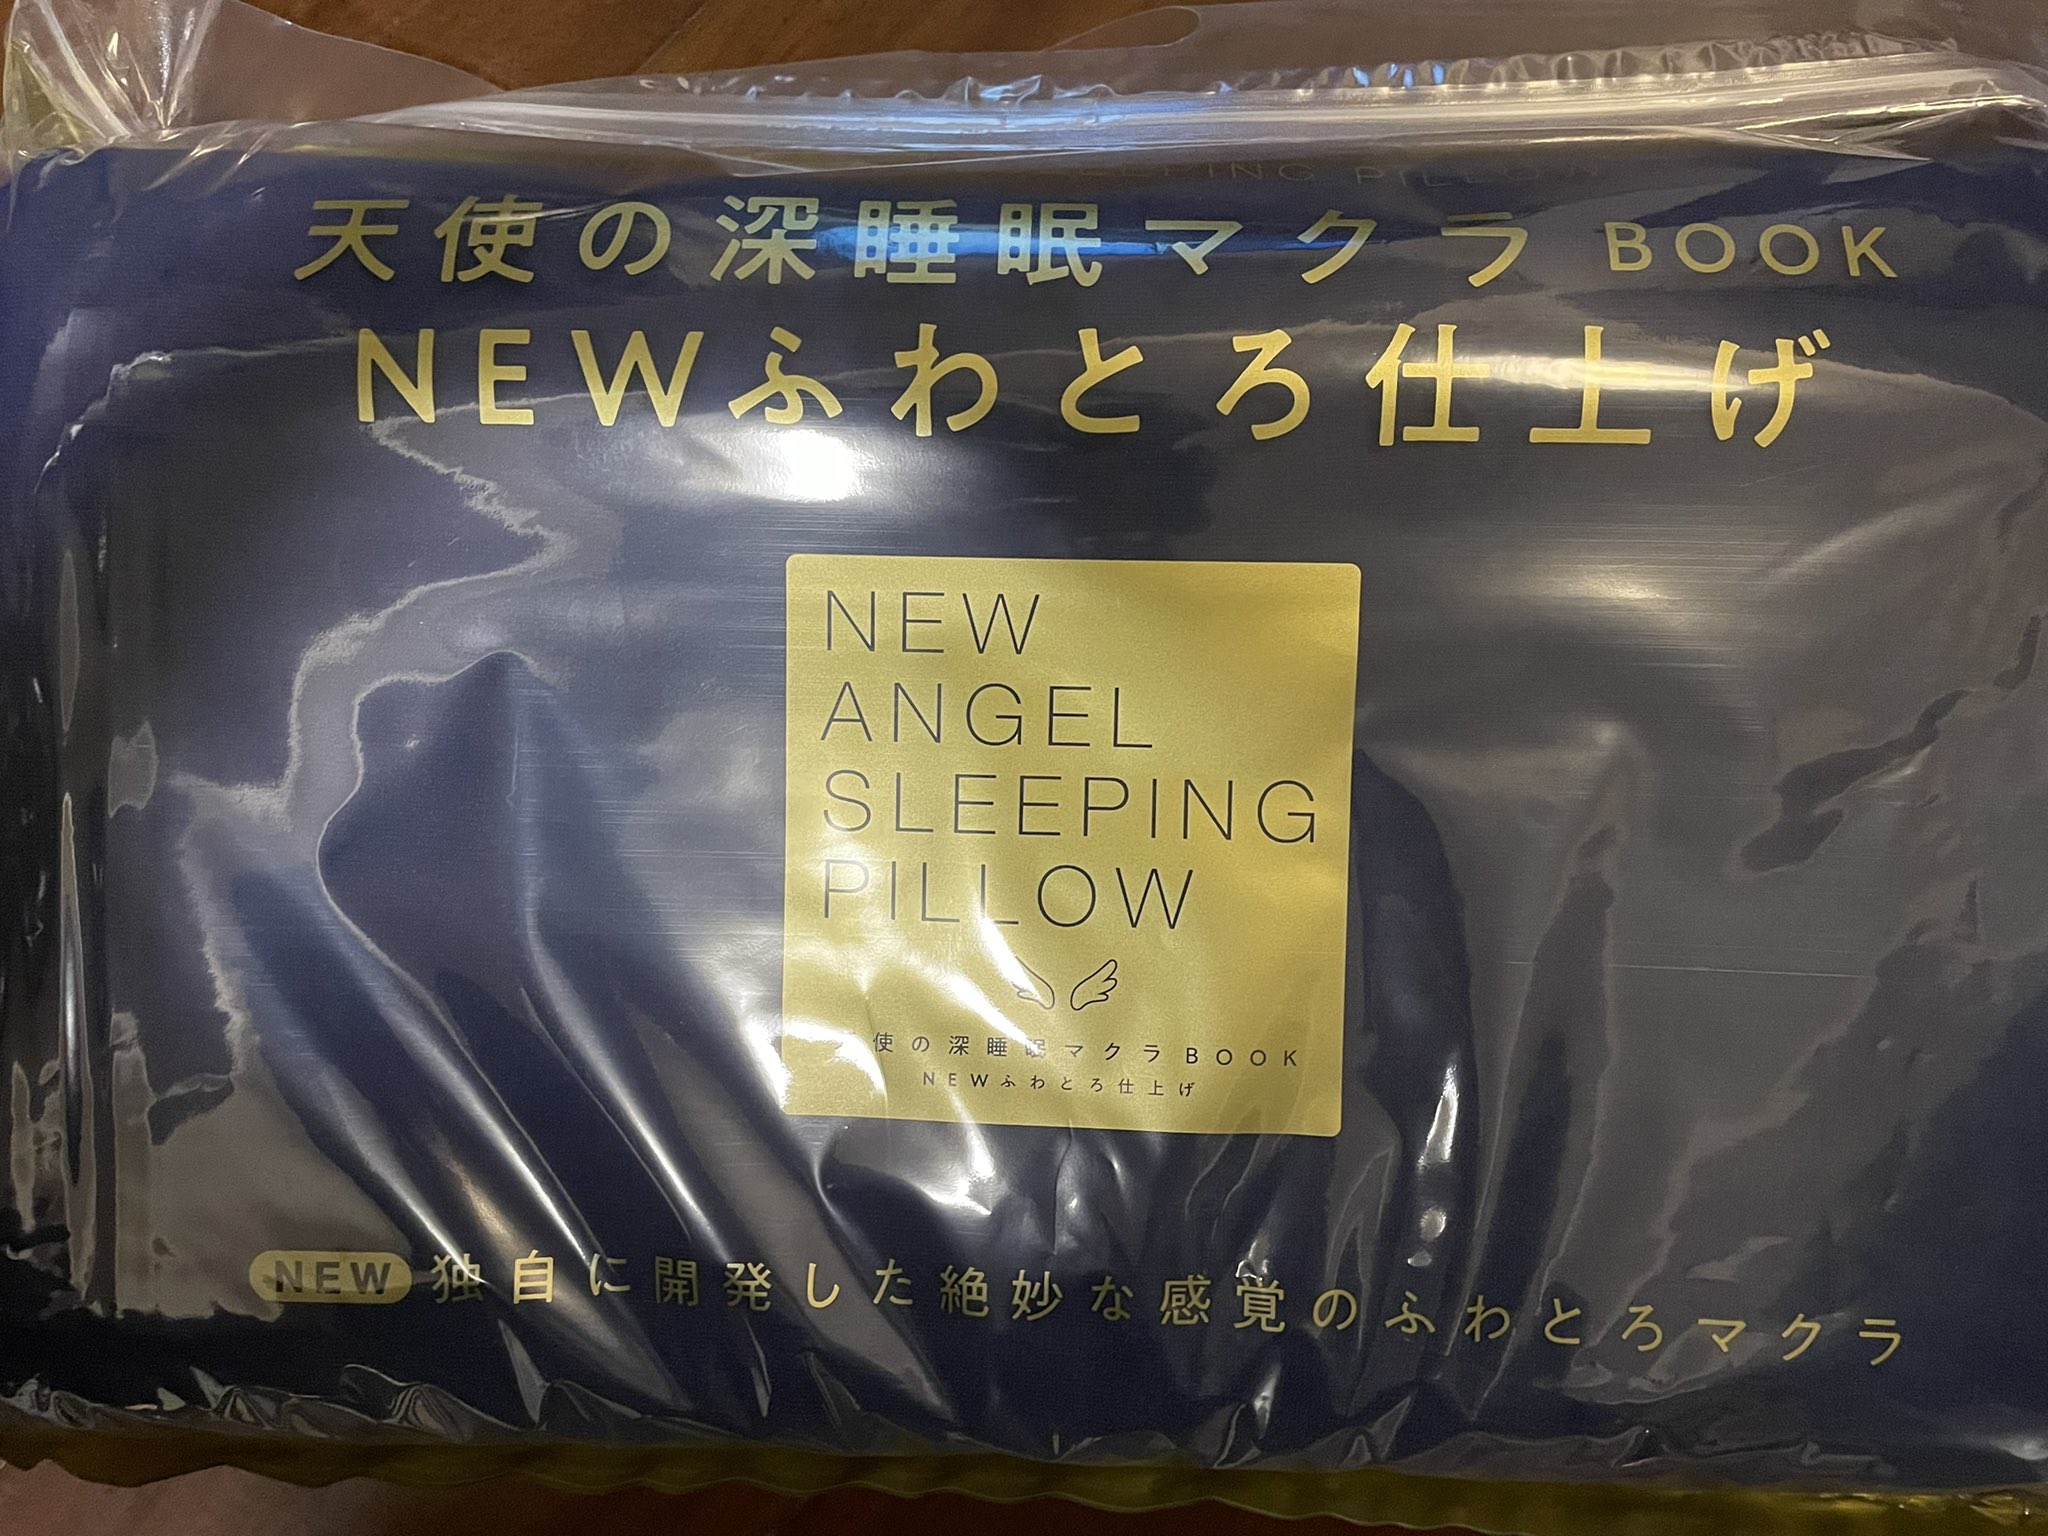 SLEEPING PILLOW
天使の深睡眠マクラ BOOK
NEWふわとろ仕上げ
NEW
ANGEL
SLEEPING
PILLOW
使の深睡眠マクラBOOK
NEWふわとろ仕上げ
NEW 独自に開発した絶妙な感覚のふわとろマクラ